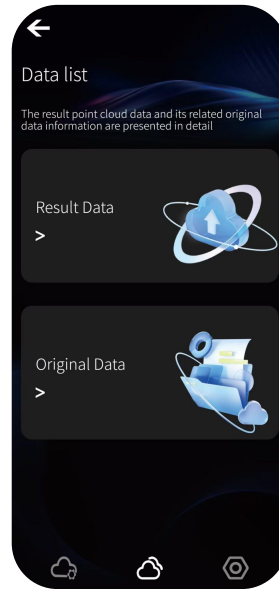 Data list
The result point cloud data and its related original
data information are presented in detail
Result Data
>
Original Data
>